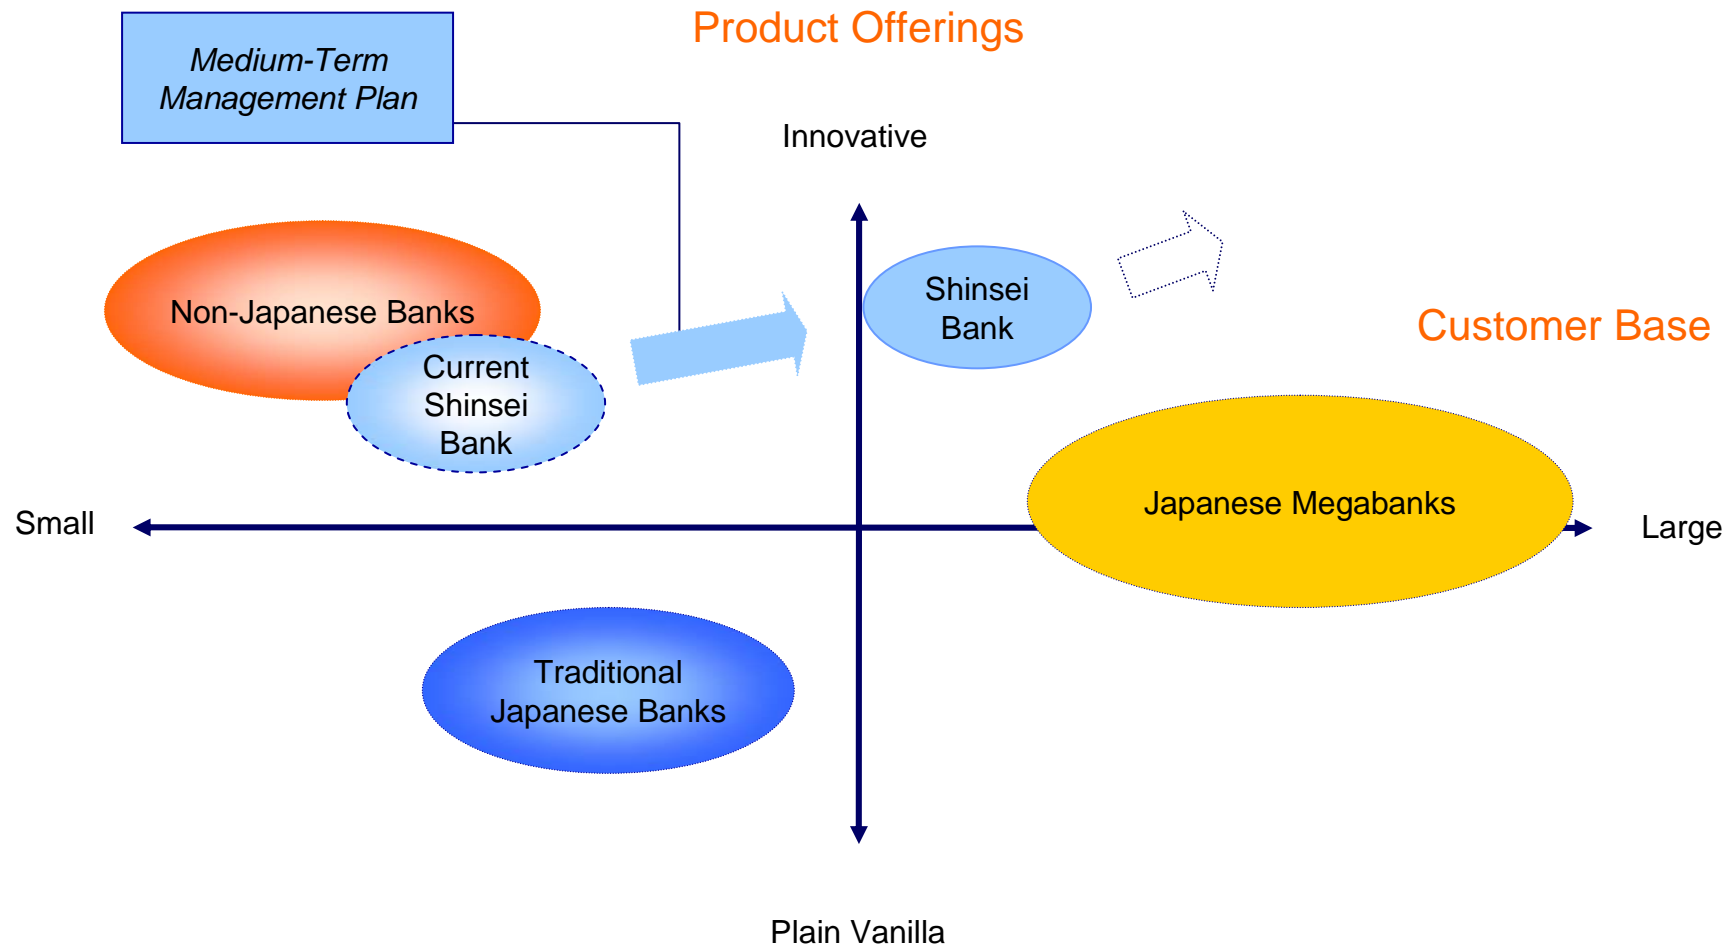 Product Offerings
Medium-Term
Management Plan
Innovative
Non-Japanese Banks
Shinsei
Bank
Customer Base
Current
Shinsei
Bank
Japanese Megabanks
Small
Large
Traditional
Japanese Banks
Plain Vanilla